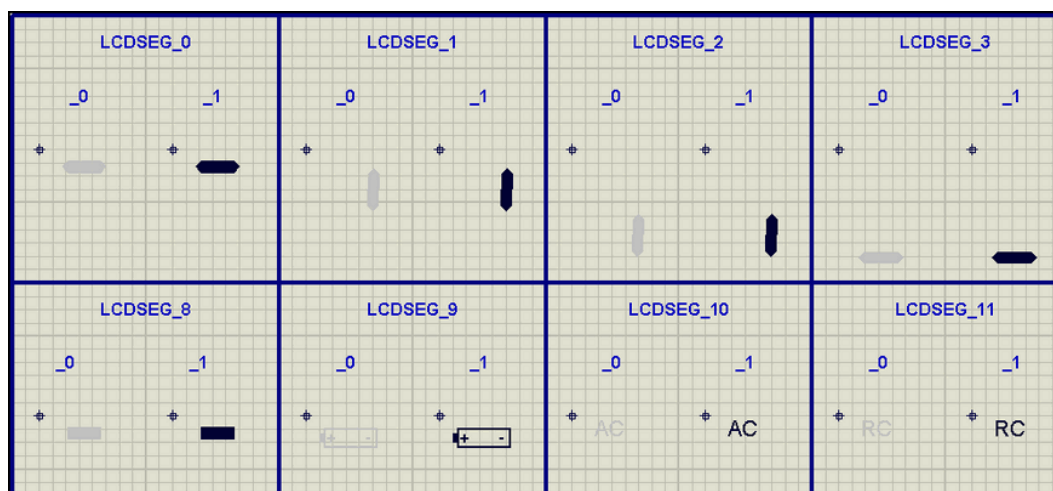 LCDSEG_0 LCDSEG_1 LCDSEG_2 LCDSEG_3
_0 _1 _0 _1 _0 _1 _0 _1
LCDSEG_8 LCDSEG_9 LCDSEG_10 LCDSEG_11
_0 _1 _0 _1 _0 _1 _0 _1
+ - + - AC AC RC RC